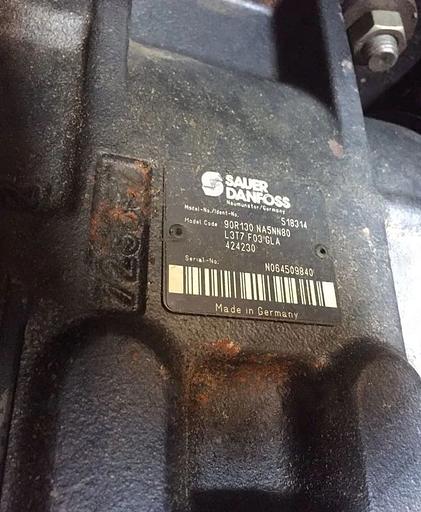 SAUER
DANFOSS
Neumünster/Germany
Model-No./Ident-No. 518314
Model Code 90R130 NA5NN80
L3T7 F03 GLA
424230
Serial-No: N064509840
Made in Germany